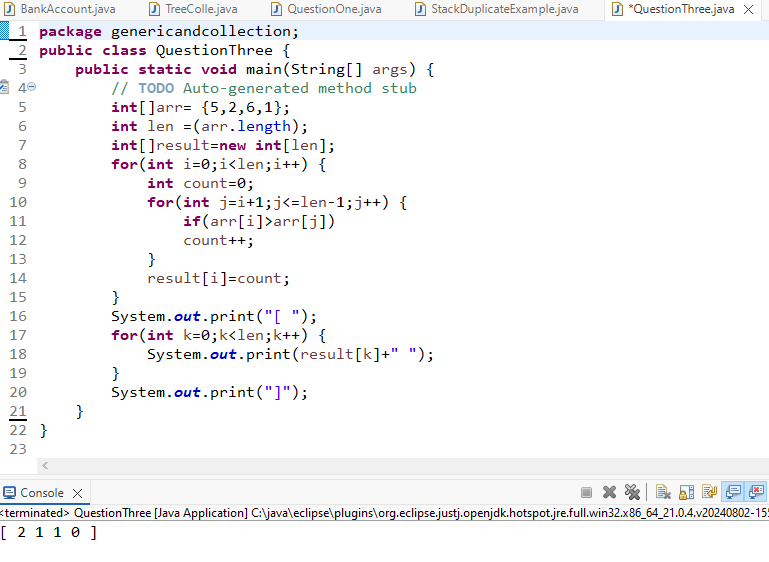 BankAccount.java TreeColle.java QuestionOne.java StackDuplicateExample.java *QuestionThree.java
1 package genericandcollection;
2 public class QuestionThree {
3     public static void main(String[] args) {
4         // TODO Auto-generated method stub
5         int[]arr= {5,2,6,1};
6         int len =(arr.length);
7         int[]result=new int[len];
8         for(int i=0;i<len;i++) {
9             int count=0;
10             for(int j=i+1;j<=len-1;j++) {
11                 if(arr[i]>arr[j])
12                 count++;
13             }
14             result[i]=count;
15         }
16         System.out.print("[ ");
17         for(int k=0;k<len;k++) {
18             System.out.print(result[k]+" ");
19         }
20         System.out.print("]");
21     }
22 }
23
Console
<terminated> QuestionThree [Java Application] C:\java\eclipse\plugins\org.eclipse.justj.openjdk.hotspot.jre.full.win32.x86_64_21.0.4.v20240802-155
[ 2 1 1 0 ]